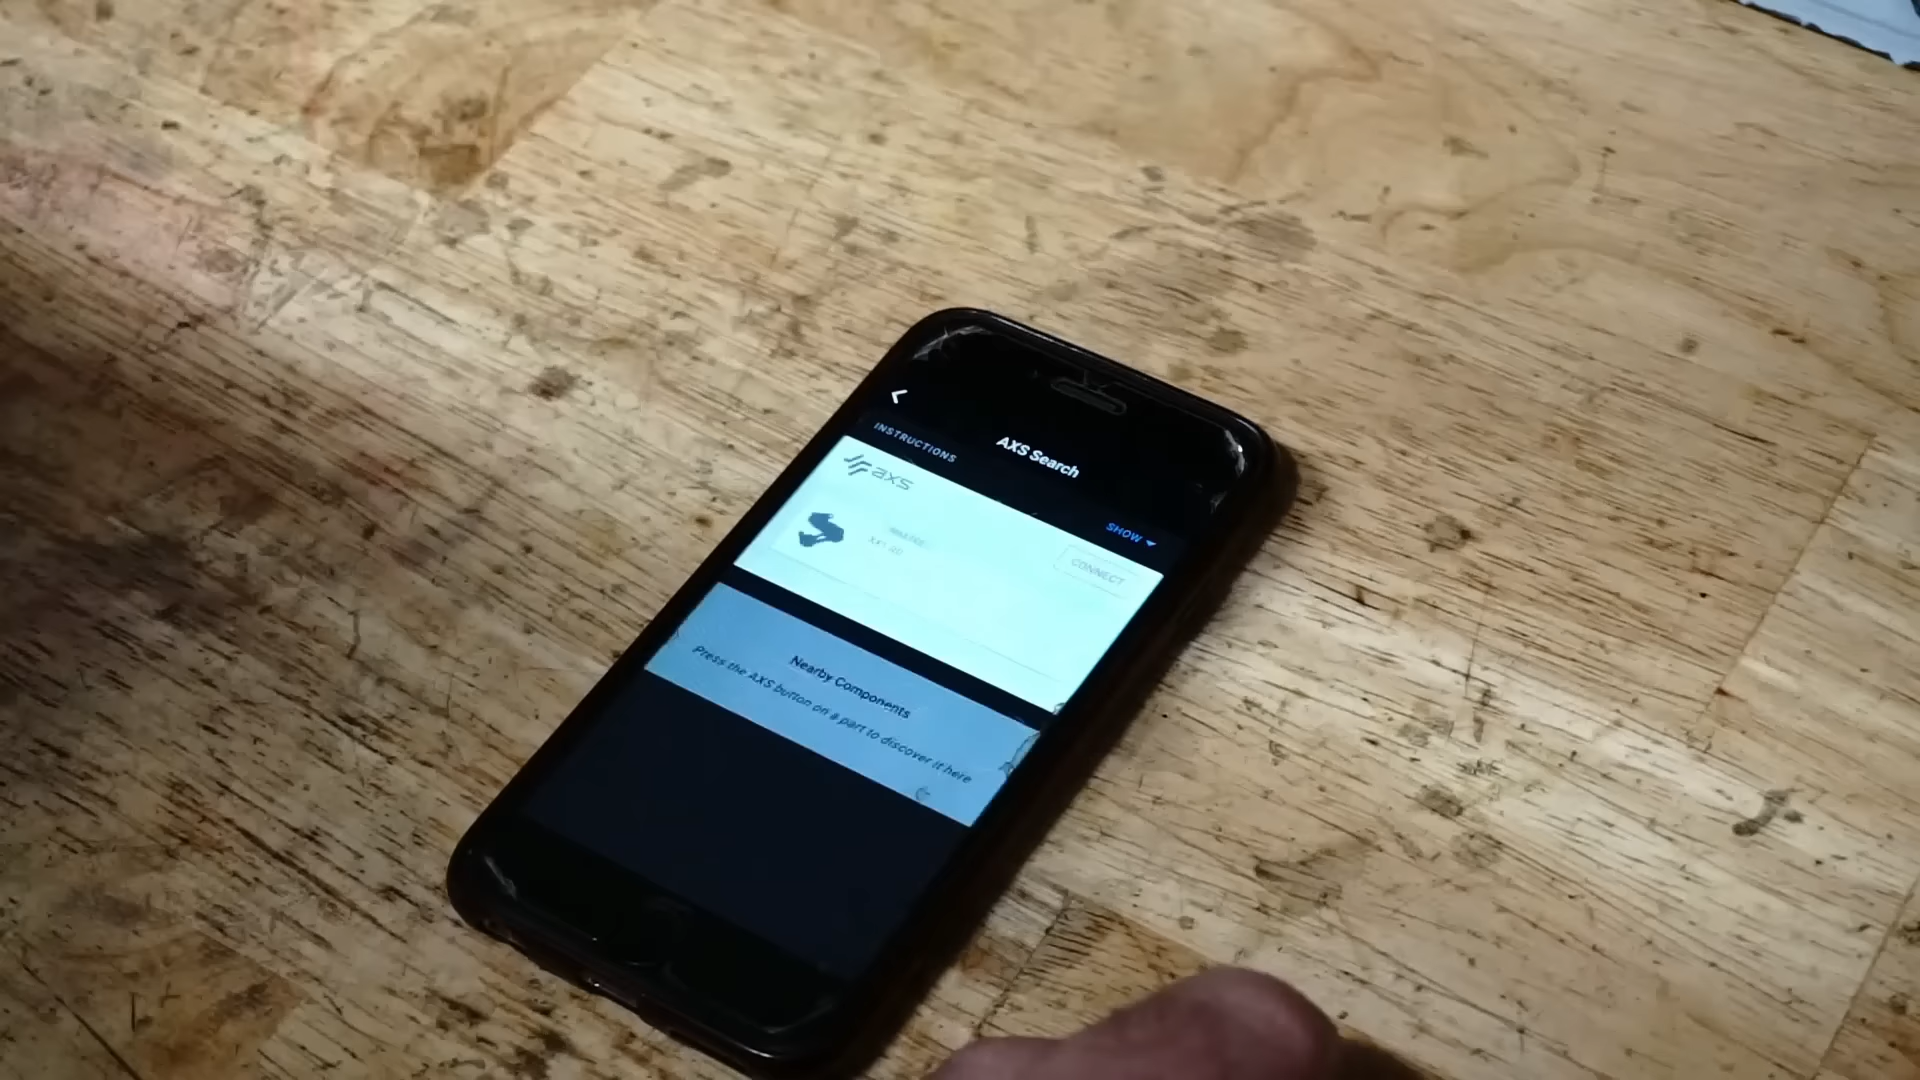 AXS Search
INSTRUCTIONS
SHOW
axs
CONNECT
Nearby Components
Press the AXS button on a part to discover it here